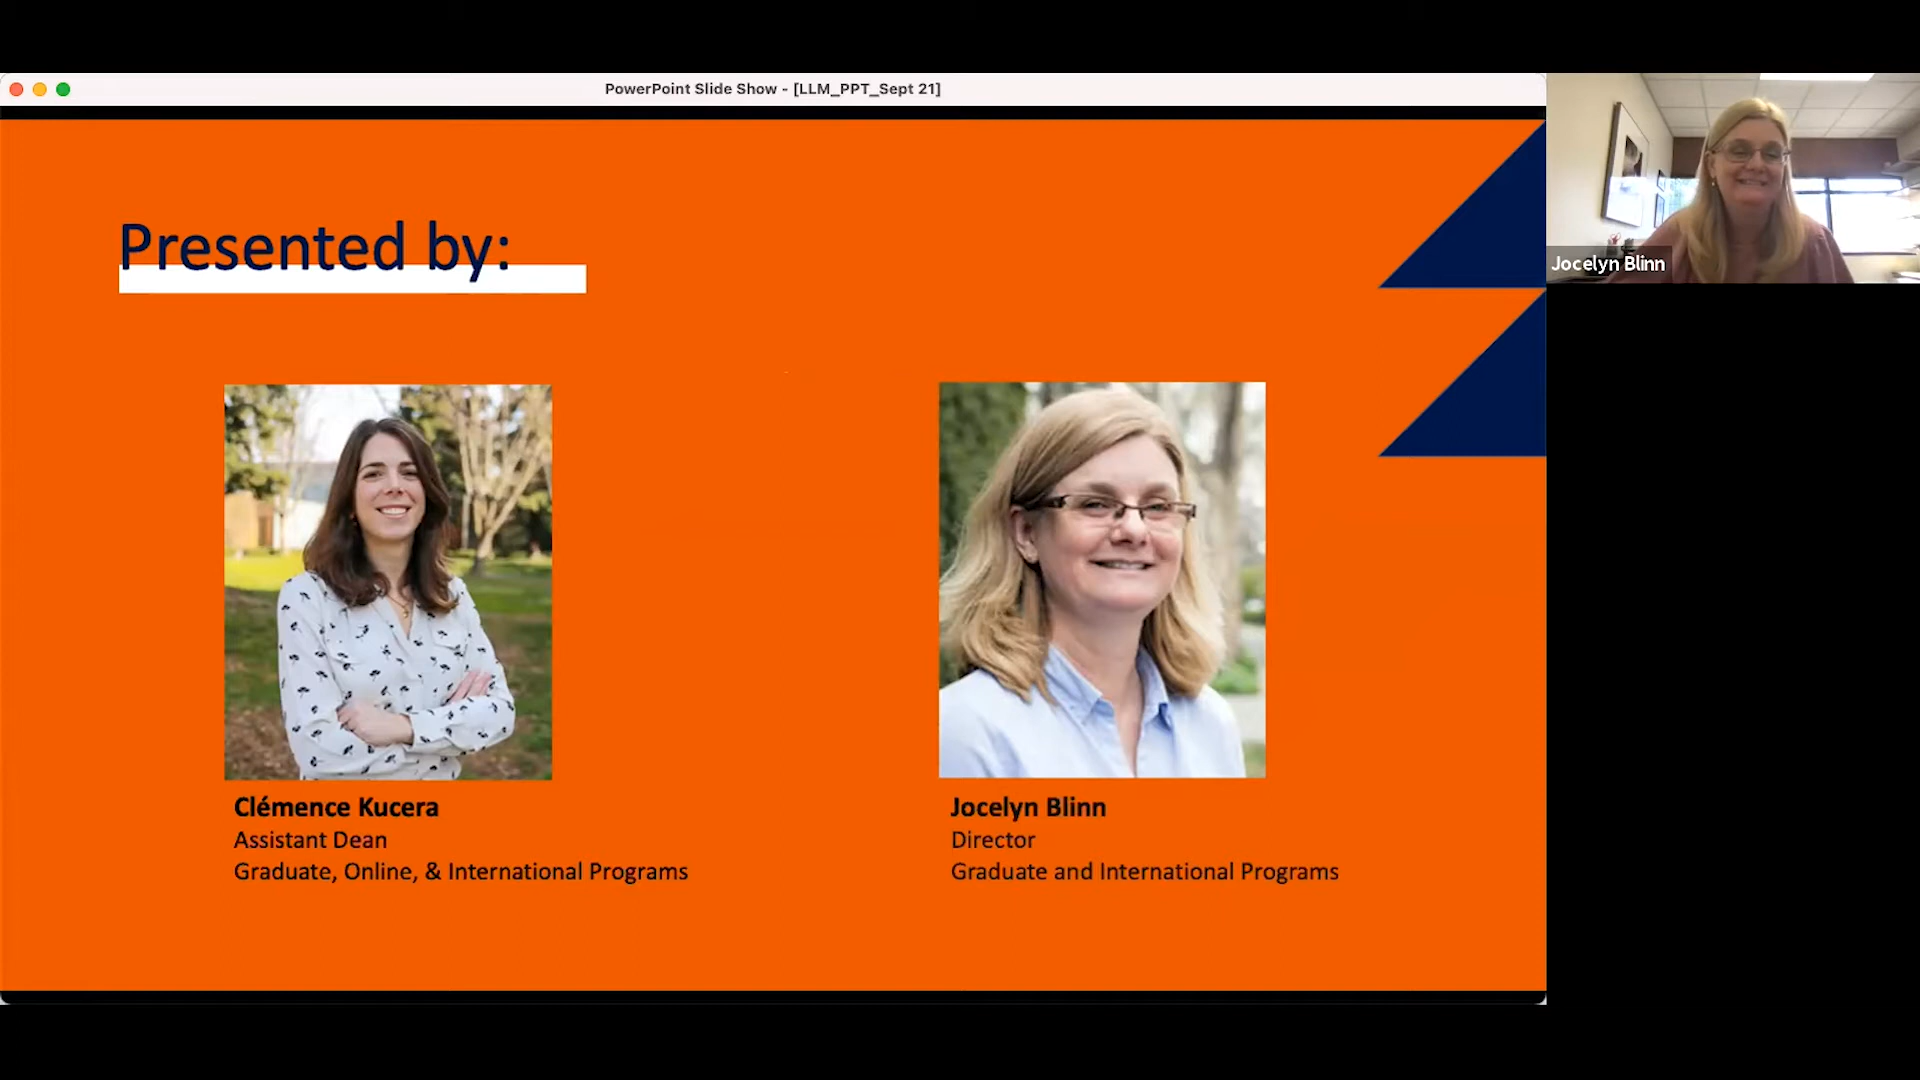 PowerPoint Slide Show - [LLM_PPT_Sept 21]
Presented by:
Jocelyn Blinn
Clémence Kucera
Assistant Dean
Graduate, Online, & International Programs
Jocelyn Blinn
Director
Graduate and International Programs